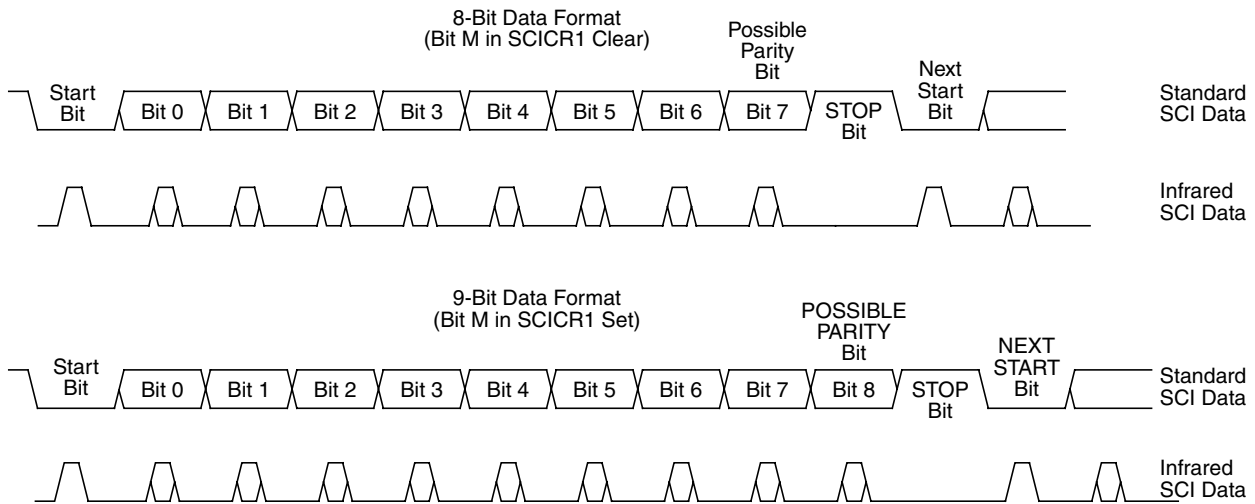 8-Bit Data Format
(Bit M in SCICR1 Clear)
Possible
Parity
Bit
Start
Bit
Bit 0
Bit 1
Bit 2
Bit 3
Bit 4
Bit 5
Bit 6
Bit 7
STOP
Bit
Next
Start
Bit
Standard
SCI Data
Infrared
SCI Data
9-Bit Data Format
(Bit M in SCICR1 Set)
POSSIBLE
PARITY
Bit
Start
Bit
Bit 0
Bit 1
Bit 2
Bit 3
Bit 4
Bit 5
Bit 6
Bit 7
Bit 8
STOP
Bit
NEXT
START
Bit
Standard
SCI Data
Infrared
SCI Data